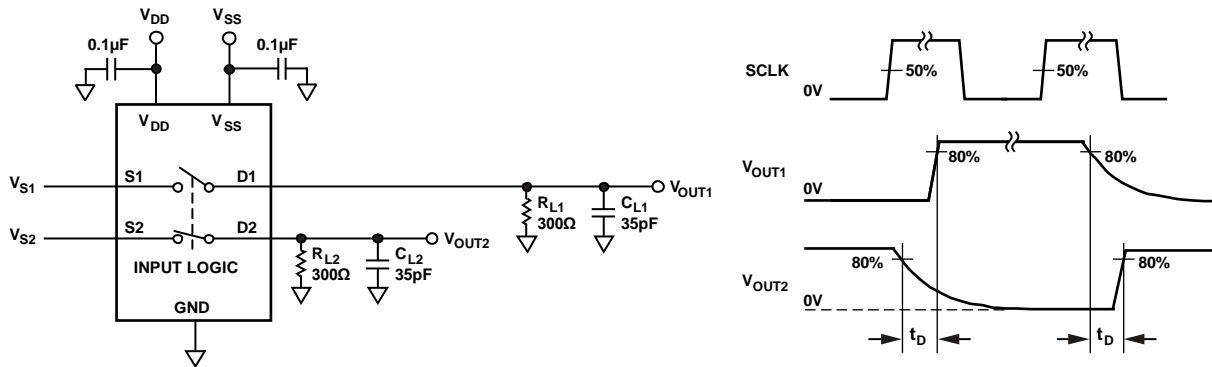 VDD
VSS
0.1µF
0.1µF
VDD
VSS
VS1
S1
D1
VOUT1
RL1
300Ω
CL1
35pF
VS2
S2
D2
VOUT2
RL2
300Ω
CL2
35pF
INPUT LOGIC
GND
SCLK
0V
50%
50%
VOUT1
0V
80%
80%
VOUT2
80%
80%
0V
tD
tD